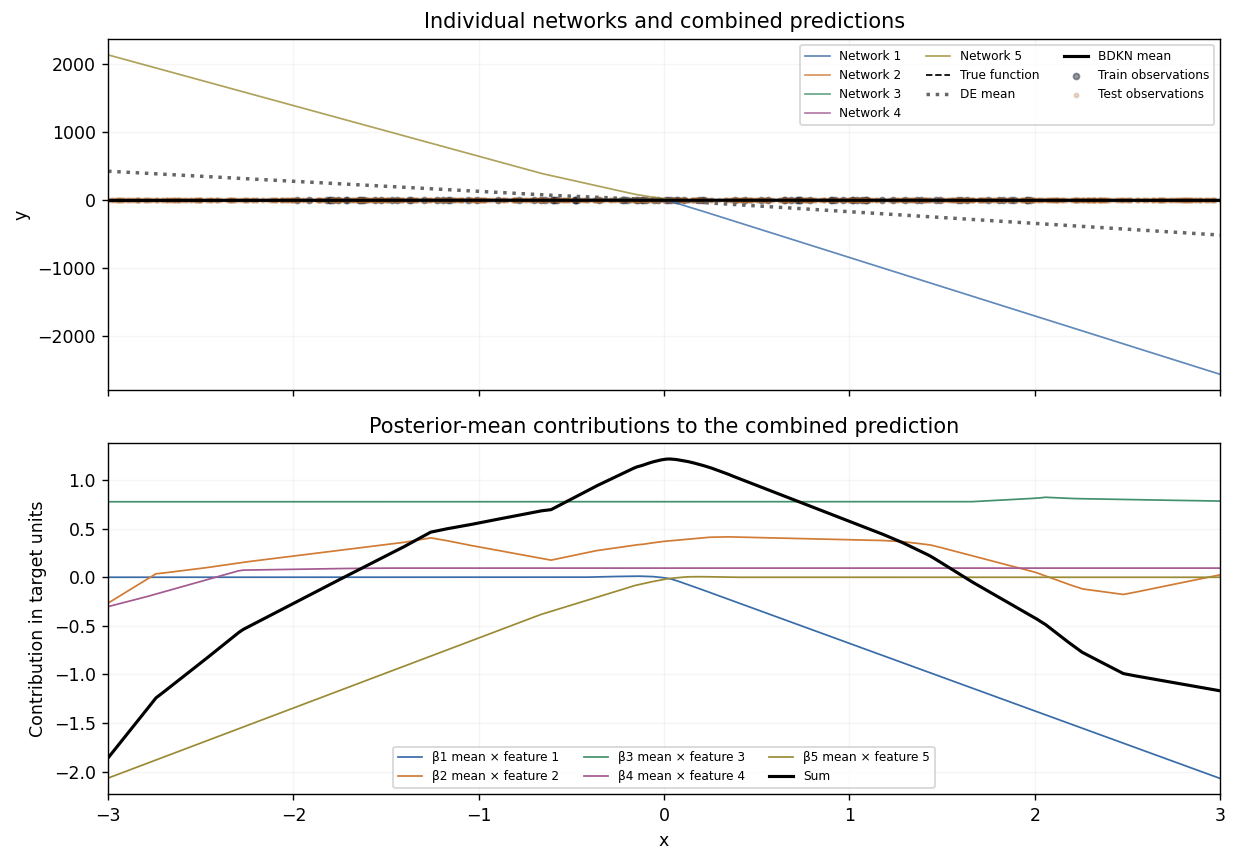 Individual networks and combined predictions
2000
1000
0
−1000
−2000
y
Network 1
Network 2
Network 3
Network 4
Network 5
True function
DE mean
BDKN mean
Train observations
Test observations
Posterior-mean contributions to the combined prediction
1.0
0.5
0.0
−0.5
−1.0
−1.5
−2.0
Contribution in target units
β1 mean × feature 1
β2 mean × feature 2
β3 mean × feature 3
β4 mean × feature 4
β5 mean × feature 5
Sum
−3
−2
−1
0
1
2
3
x